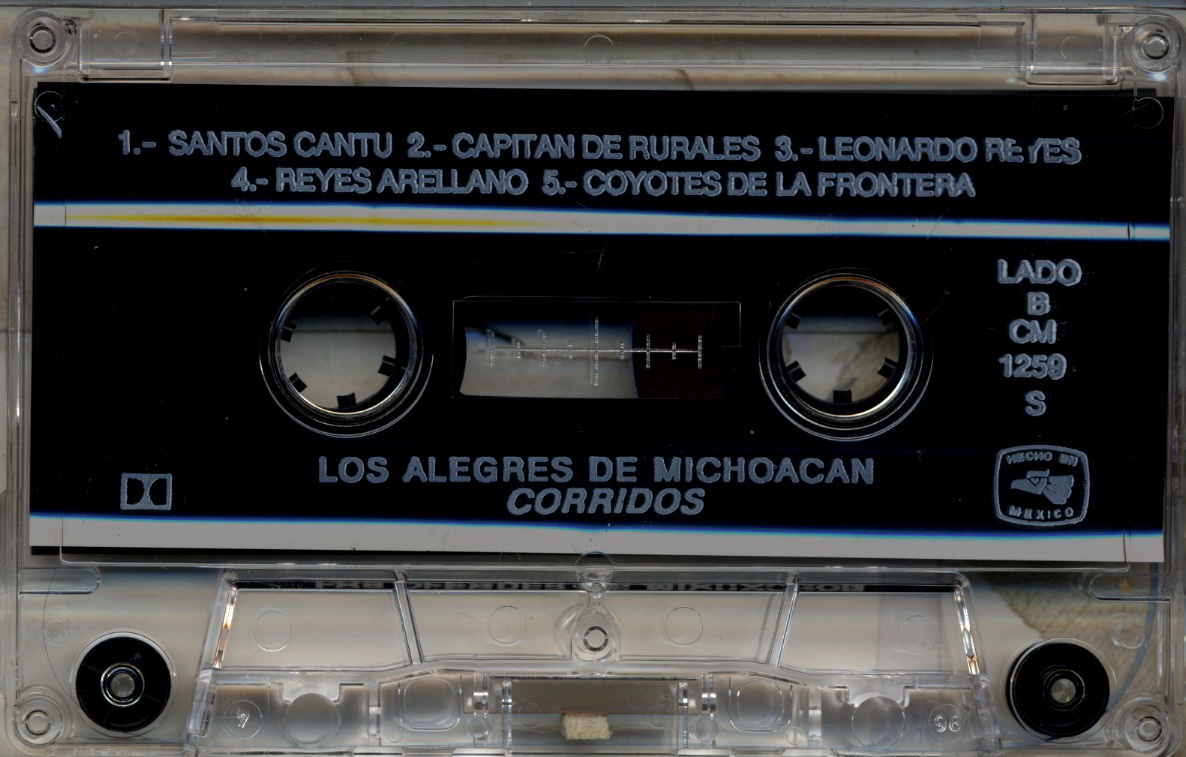 1.- SANTOS CANTU 2.- CAPITAN DE RURALES 3.- LEONARDO REYES
4.- REYES ARELLANO 5.- COYOTES DE LA FRONTERA
LADO
B
CM
1259
S
LOS ALEGRES DE MICHOACAN
CORRIDOS
HECHO EN
MEXICO
96